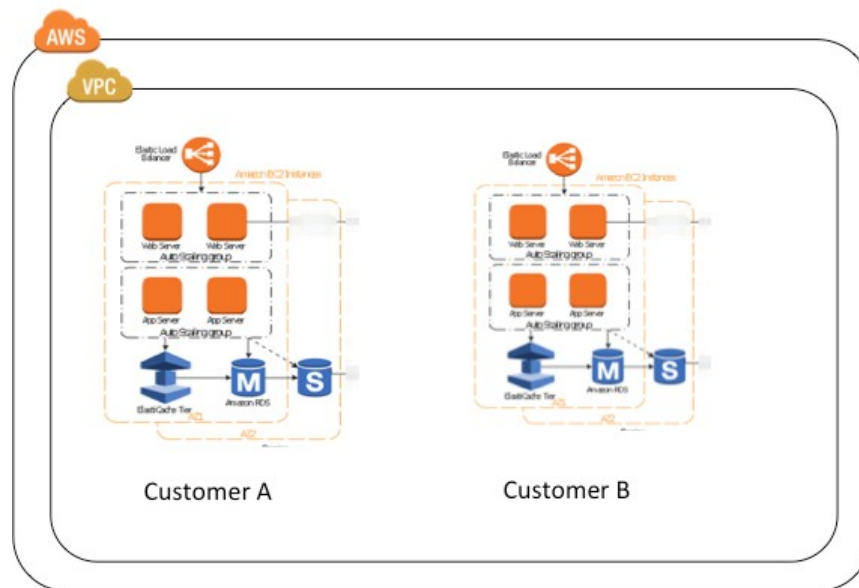 AWS
VPC
Elastic Load
Balancer
Amazon EC2 Instances
Web Server
Web Server
Auto Scaling group
App Server
App Server
Auto Scaling group
M
S
ElastiCache Tier
Amazon RDS
AZ1
AZ2
Customer A
Elastic Load
Balancer
Amazon EC2 Instances
Web Server
Web Server
Auto Scaling group
App Server
App Server
Auto Scaling group
M
S
ElastiCache Tier
Amazon RDS
AZ1
AZ2
Customer B